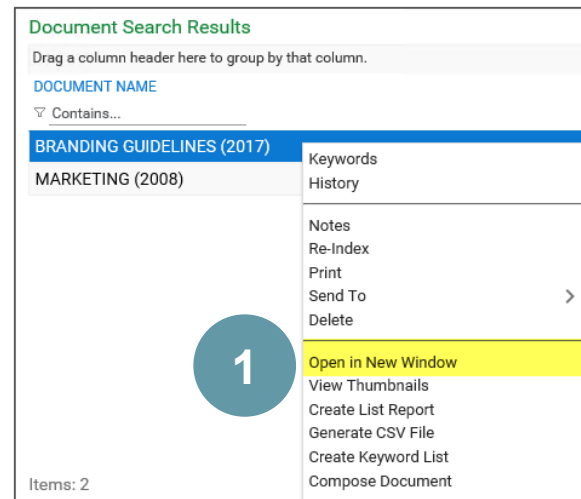 Document Search Results
Drag a column header here to group by that column.
DOCUMENT NAME
Contains...
BRANDING GUIDELINES (2017)
MARKETING (2008)
Keywords
History
Notes
Re-Index
Print
Send To
Delete
1
Open in New Window
View Thumbnails
Create List Report
Generate CSV File
Create Keyword List
Compose Document
Items: 2